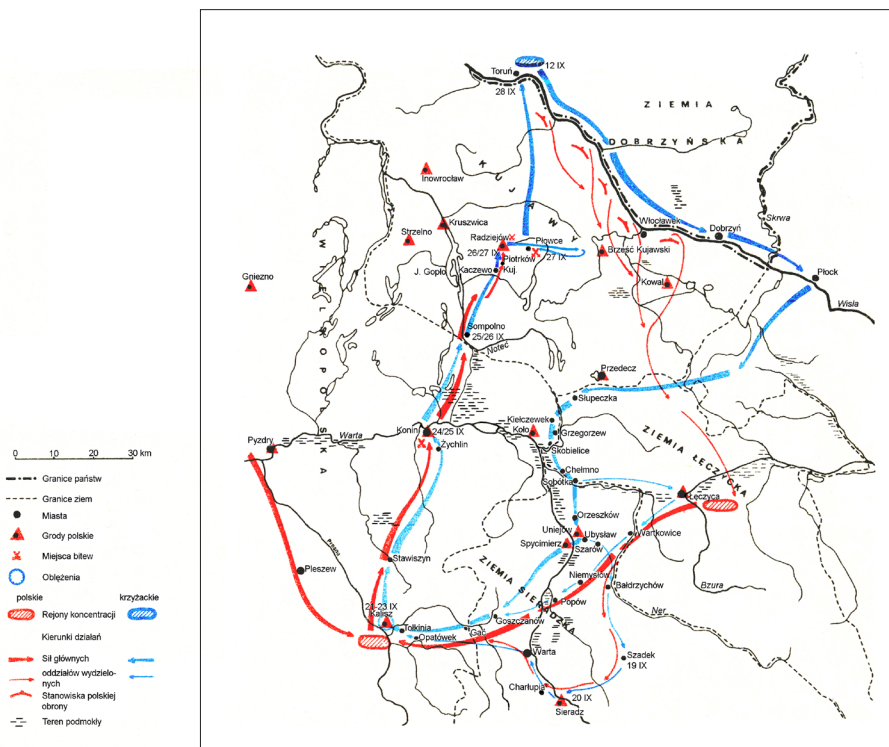 Toruń
12 IX
28 IX
ZIEMIA
DOBRZYŃSKA
KUJAWY
Inowrocław
Kruszwica
Strzelno
Radziejów
26/27 IX
Płowce
27 IX
Piotrków
Kuj.
Kaczewo
J. Gopło
Włocławek
Dobrzyń
Skrwa
Brześć Kujawski
Kowal
Płock
Wisła
Gniezno
WIELKOPOLSKA
Sompolno
25/26 IX
Noteć
Przedecz
Słupeczka
Kiełczewek
Koło
Grzegorzew
ZIEMIA ŁĘCZYCKA
Pyzdry
Warta
Konin
24/25 IX
Żychlin
Skobielice
Chełmno
Sobótka
Łęczyca
Orzeszków
Uniejów
Ubysław
Wartkowice
Spycimierz
Szarów
Stawiszyn
ZIEMIA SIERADZKA
Niemysłów
Bałdrzychów
Bzura
Ner
Pleszew
Prosna
21-23 IX
Kalisz
Tolkinia
Opatówek
Gać
Goszczanów
Popów
Warta
Szadek
19 IX
Charłupia
20 IX
Sieradz
0 10 20 30 km
Granice państw
Granice ziem
Miasta
Grody polskie
Miejsca bitew
Oblężenia
polskie krzyżackie
Rejony koncentracji
Kierunki działań
Sił głównych
oddziałów wydzielo-
nych
Stanowiska polskiej
obrony
Teren podmokły